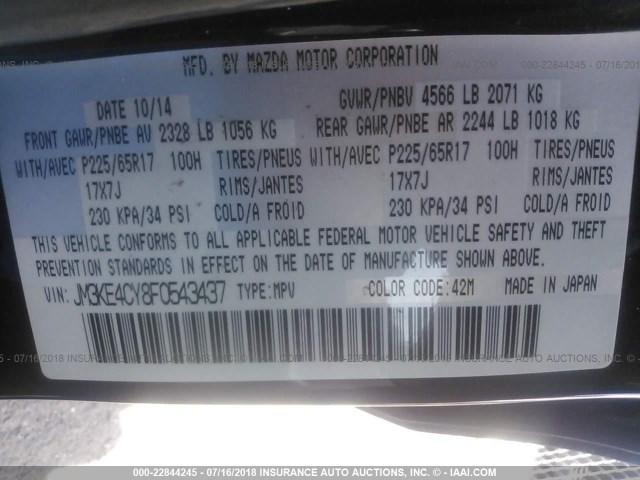 MFD. BY MAZDA MOTOR CORPORATION
DATE 10/14 GVWR/PNBV 4566 LB 2071 KG
FRONT GAWR/PNBE AV 2328 LB 1056 KG REAR GAWR/PNBE AR 2244 LB 1018 KG
WITH/AVEC P225/65R17 100H TIRES/PNEUS WITH/AVEC P225/65R17 100H TIRES/PNEUS
17X7J RIMS/JANTES 17X7J RIMS/JANTES
230 KPA/34 PSI COLD/A FROID 230 KPA/34 PSI COLD/A FROID
THIS VEHICLE CONFORMS TO ALL APPLICABLE FEDERAL MOTOR VEHICLE SAFETY AND THEFT
PREVENTION STANDARDS IN EFFECT ON THE DATE OF MANUFACTURE SHOWN ABOVE.
VIN: JM3KE4CY8F0543437 TYPE:MPV COLOR CODE:42M MADE IN JAPAN
000-22844245 - 07/16/2018 INSURANCE AUTO AUCTIONS, INC. - © IAAI.COM